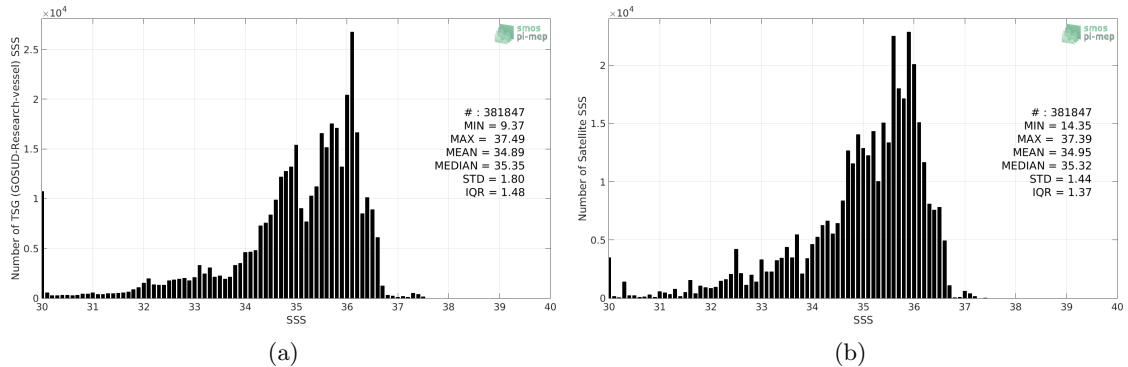 ×10⁴
smos
pi-mep
Number of TSG (GOSUD-Research-vessel) SSS
2.5
2
1.5
1
0.5
0
# : 381847
MIN = 9.37
MAX = 37.49
MEAN = 34.89
MEDIAN = 35.35
STD = 1.80
IQR = 1.48
30 31 32 33 34 35 36 37 38 39 40
SSS
(a)
×10⁴
smos
pi-mep
Number of Satellite SSS
2
1.5
1
0.5
0
# : 381847
MIN = 14.35
MAX = 37.39
MEAN = 34.95
MEDIAN = 35.32
STD = 1.44
IQR = 1.37
30 31 32 33 34 35 36 37 38 39 40
SSS
(b)